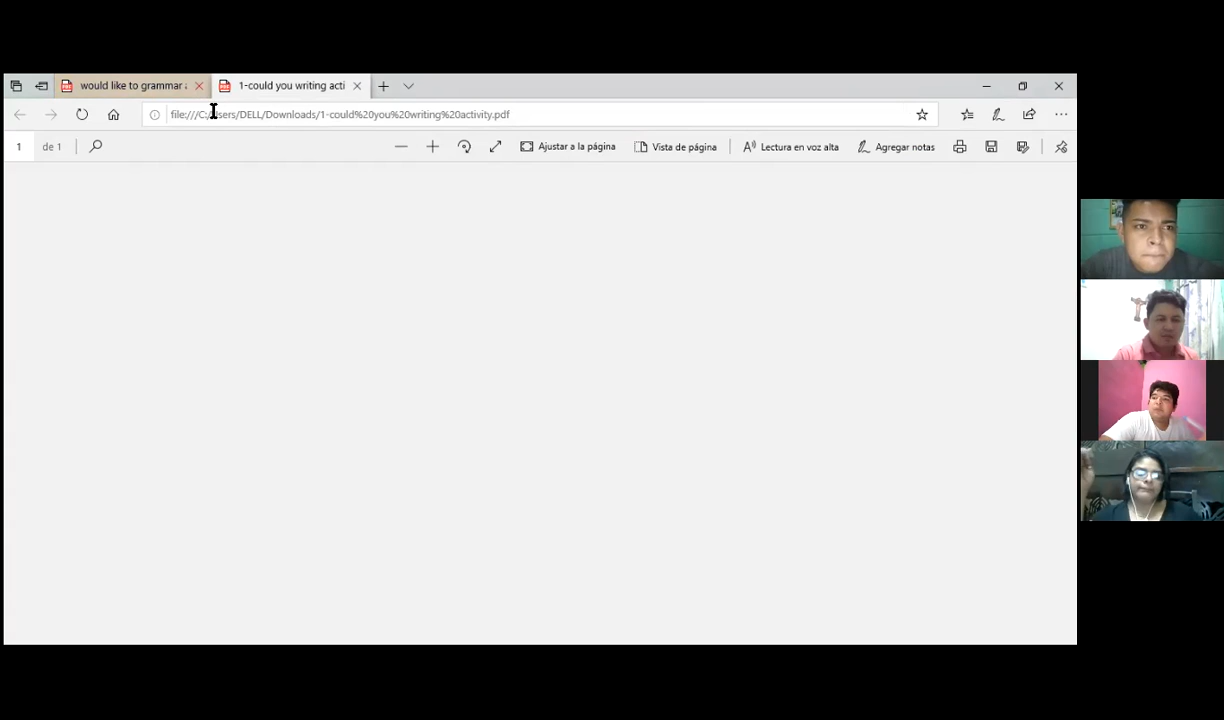 would like to grammar a
1-could you writing acti
file:///C:/Users/DELL/Downloads/1-could%20you%20writing%20activity.pdf
1 de 1 Ajustar a la página Vista de página Lectura en voz alta Agregar notas